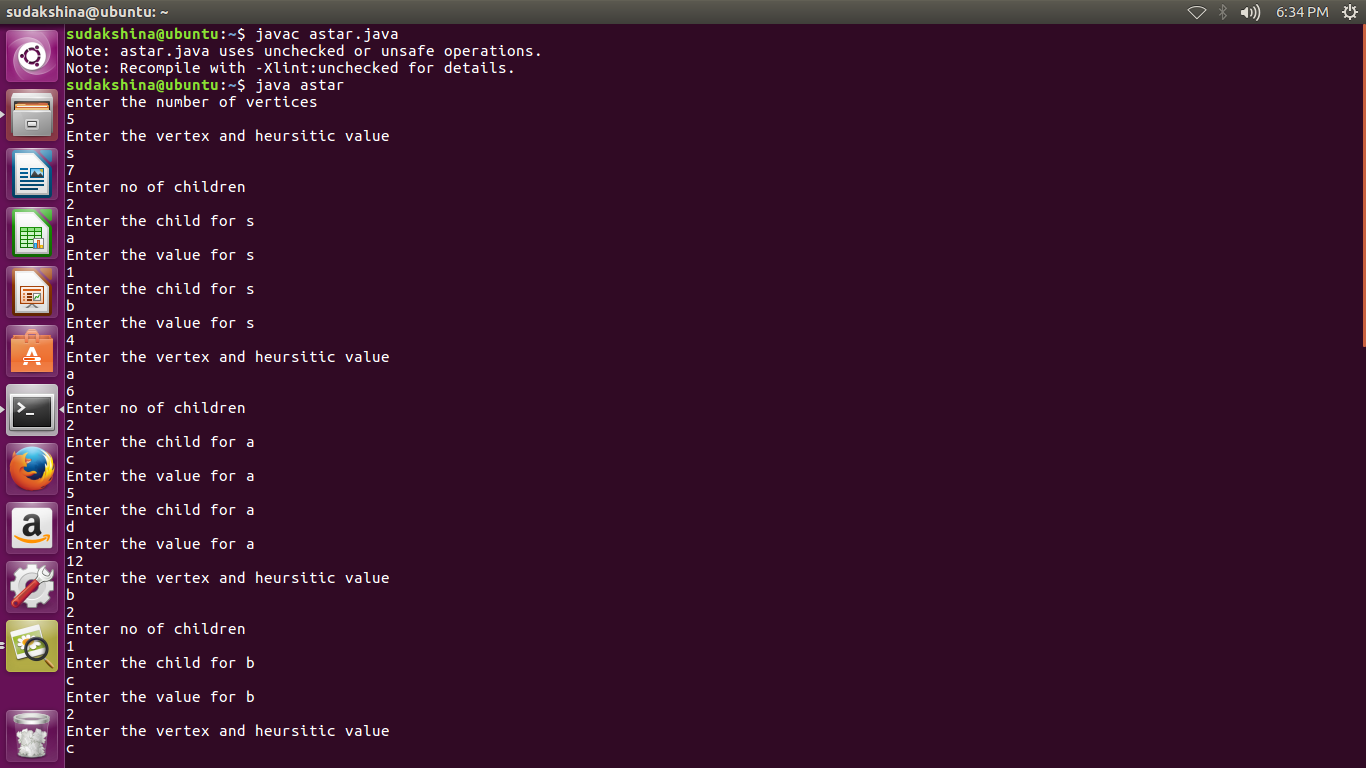 sudakshina@ubuntu: ~
6:34 PM
sudakshina@ubuntu:~$ javac astar.java
Note: astar.java uses unchecked or unsafe operations.
Note: Recompile with -Xlint:unchecked for details.
sudakshina@ubuntu:~$ java astar
enter the number of vertices
5
Enter the vertex and heursitic value
s
7
Enter no of children
2
Enter the child for s
a
Enter the value for s
1
Enter the child for s
b
Enter the value for s
4
Enter the vertex and heursitic value
a
6
Enter no of children
2
Enter the child for a
c
Enter the value for a
5
Enter the child for a
d
Enter the value for a
12
Enter the vertex and heursitic value
b
2
Enter no of children
1
Enter the child for b
c
Enter the value for b
2
Enter the vertex and heursitic value
c